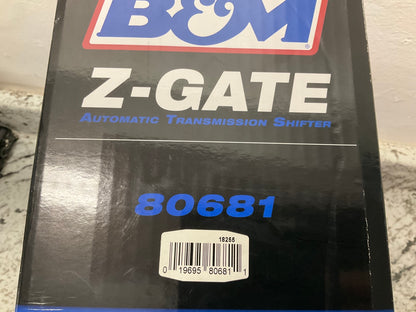 B&M®
Z-GATE
AUTOMATIC TRANSMISSION SHIFTER
80681
18265
0 19695 80681 1